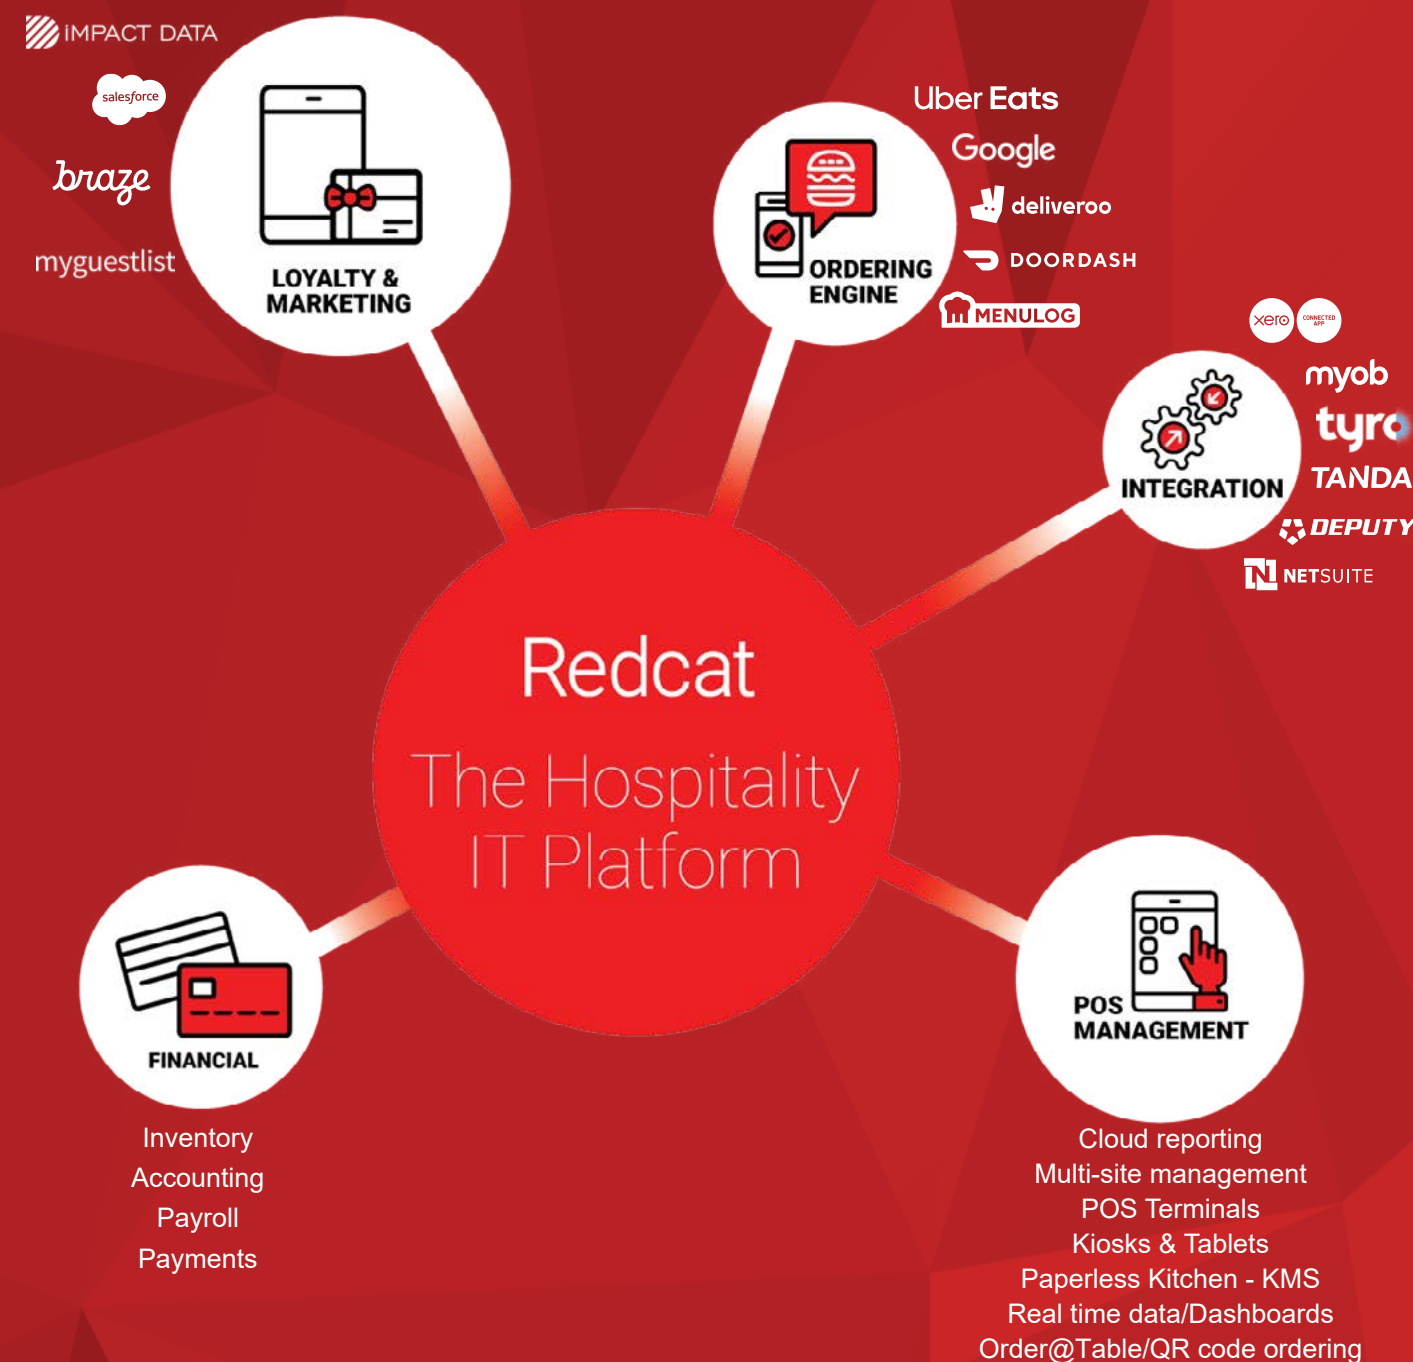 iMPACT DATA
salesforce
braze
myguestlist
LOYALTY &
MARKETING
Uber Eats
Google
deliveroo
DOORDASH
MENULOG
ORDERING
ENGINE
xero
CONNECTED
APP
myob
tyro
TANDA
DEPUTY
NETSUITE
INTEGRATION
Redcat
The Hospitality
IT Platform
FINANCIAL
Inventory
Accounting
Payroll
Payments
POS
MANAGEMENT
Cloud reporting
Multi-site management
POS Terminals
Kiosks & Tablets
Paperless Kitchen - KMS
Real time data/Dashboards
Order@Table/QR code ordering